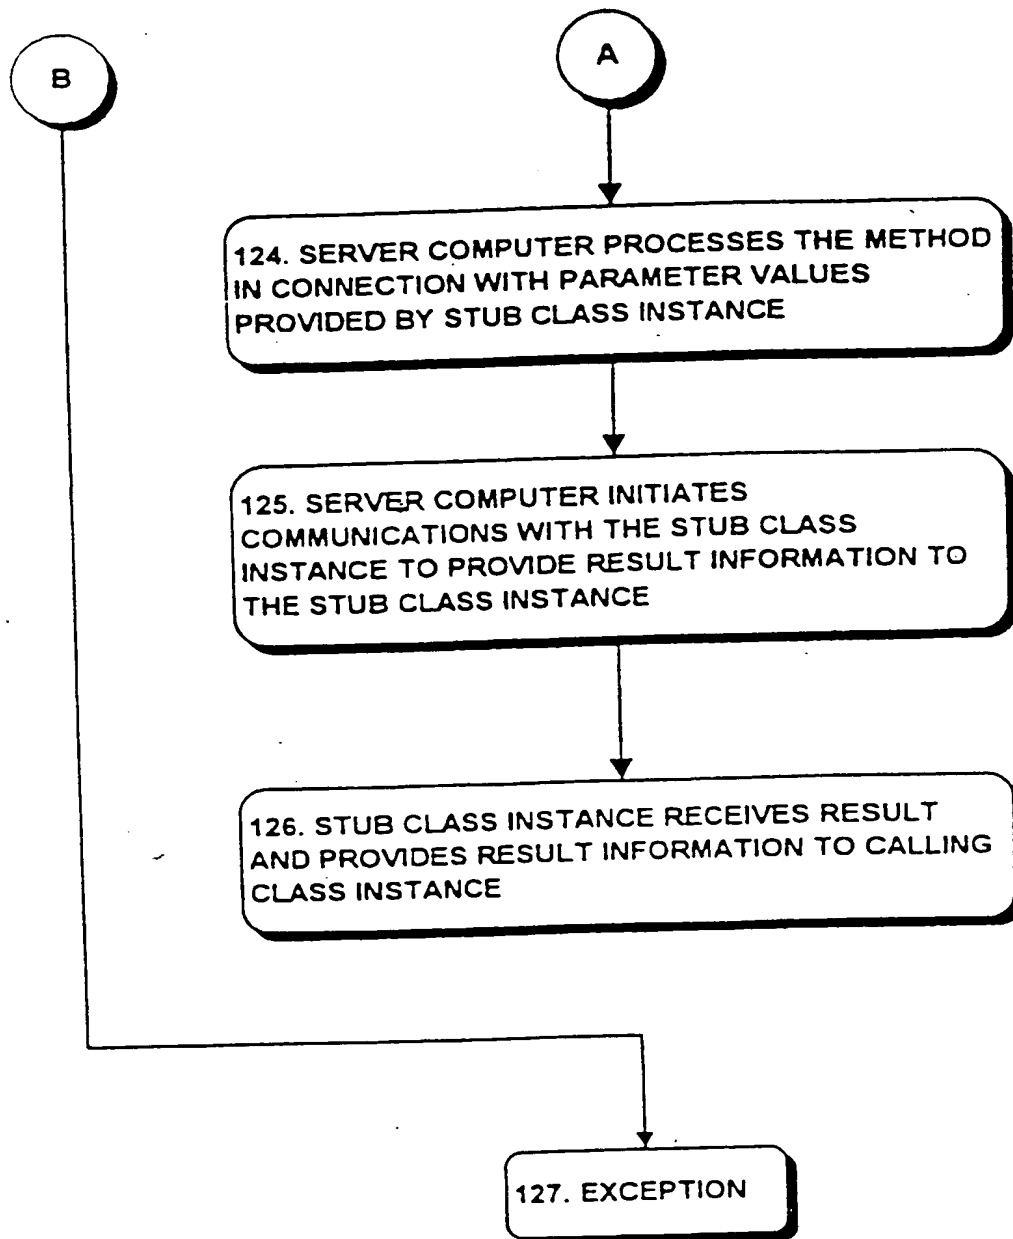 B
A
124. SERVER COMPUTER PROCESSES THE METHOD
IN CONNECTION WITH PARAMETER VALUES
PROVIDED BY STUB CLASS INSTANCE
125. SERVER COMPUTER INITIATES
COMMUNICATIONS WITH THE STUB CLASS
INSTANCE TO PROVIDE RESULT INFORMATION TO
THE STUB CLASS INSTANCE
126. STUB CLASS INSTANCE RECEIVES RESULT
AND PROVIDES RESULT INFORMATION TO CALLING
CLASS INSTANCE
127. EXCEPTION